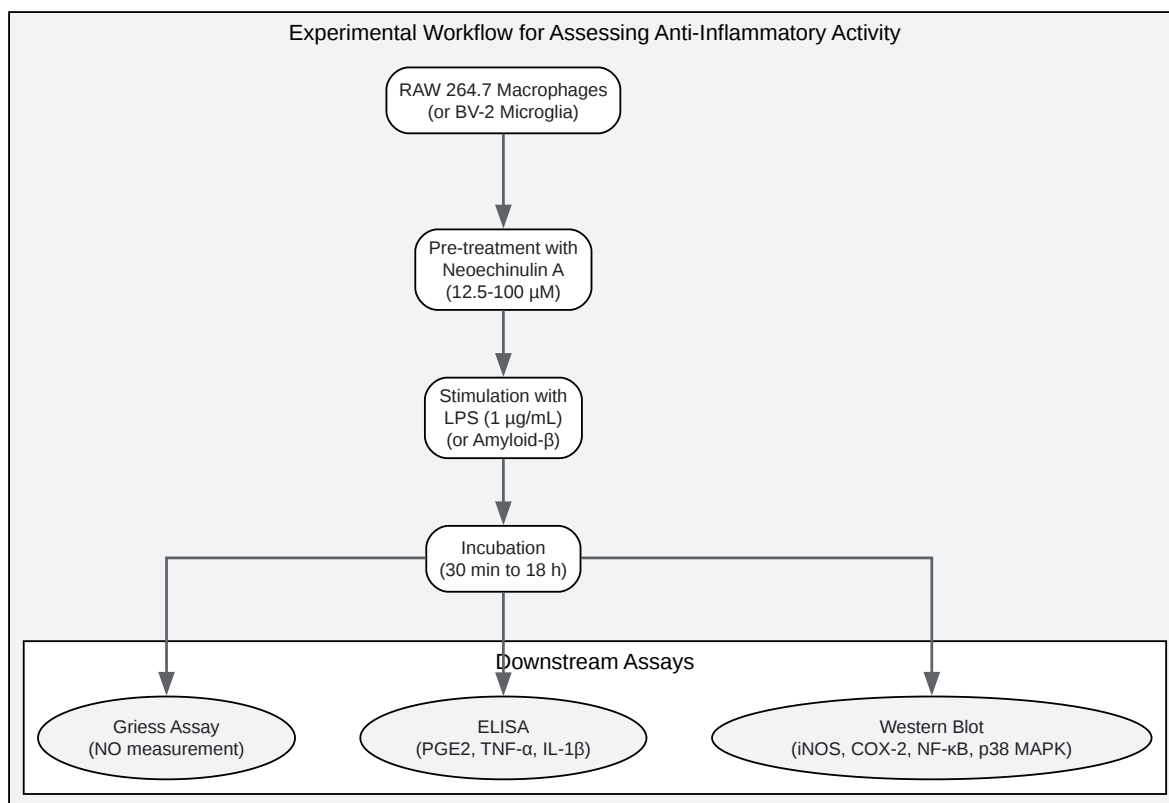 Experimental Workflow for Assessing Anti-Inflammatory Activity
RAW 264.7 Macrophages
(or BV-2 Microglia)
Pre-treatment with
Neoechinulin A
(12.5-100 µM)
Stimulation with
LPS (1 µg/mL)
(or Amyloid-β)
Incubation
(30 min to 18 h)
Downstream Assays
Griess Assay
(NO measurement)
ELISA
(PGE2, TNF-α, IL-1β)
Western Blot
(iNOS, COX-2, NF-κB, p38 MAPK)